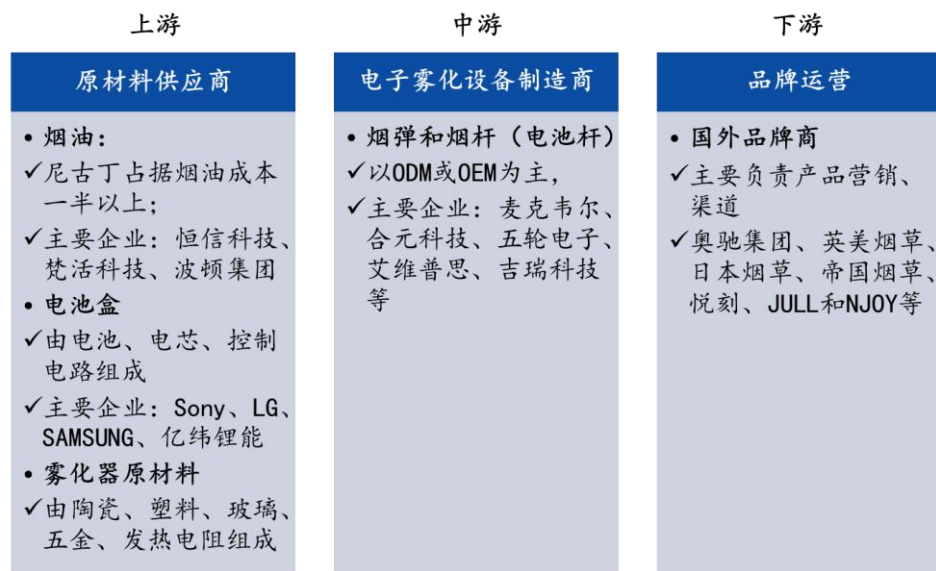 上游
原材料供应商
• 烟油：
✓尼古丁占据烟油成本
一半以上；
✓主要企业：恒信科技、
梵活科技、波顿集团
• 电池盒
✓由电池、电芯、控制
电路组成
✓主要企业：Sony、LG、
SAMSUNG、亿纬锂能
• 雾化器原材料
✓由陶瓷、塑料、玻璃、
五金、发热电阻组成
中游
电子雾化设备制造商
• 烟弹和烟杆（电池杆）
✓以ODM或OEM为主，
✓主要企业：麦克韦尔、
合元科技、五轮电子、
艾维普思、吉瑞科技
等
下游
品牌运营
• 国外品牌商
✓主要负责产品营销、
渠道
✓奥驰集团、英美烟草、
日本烟草、帝国烟草、
悦刻、JULL和NJOY等